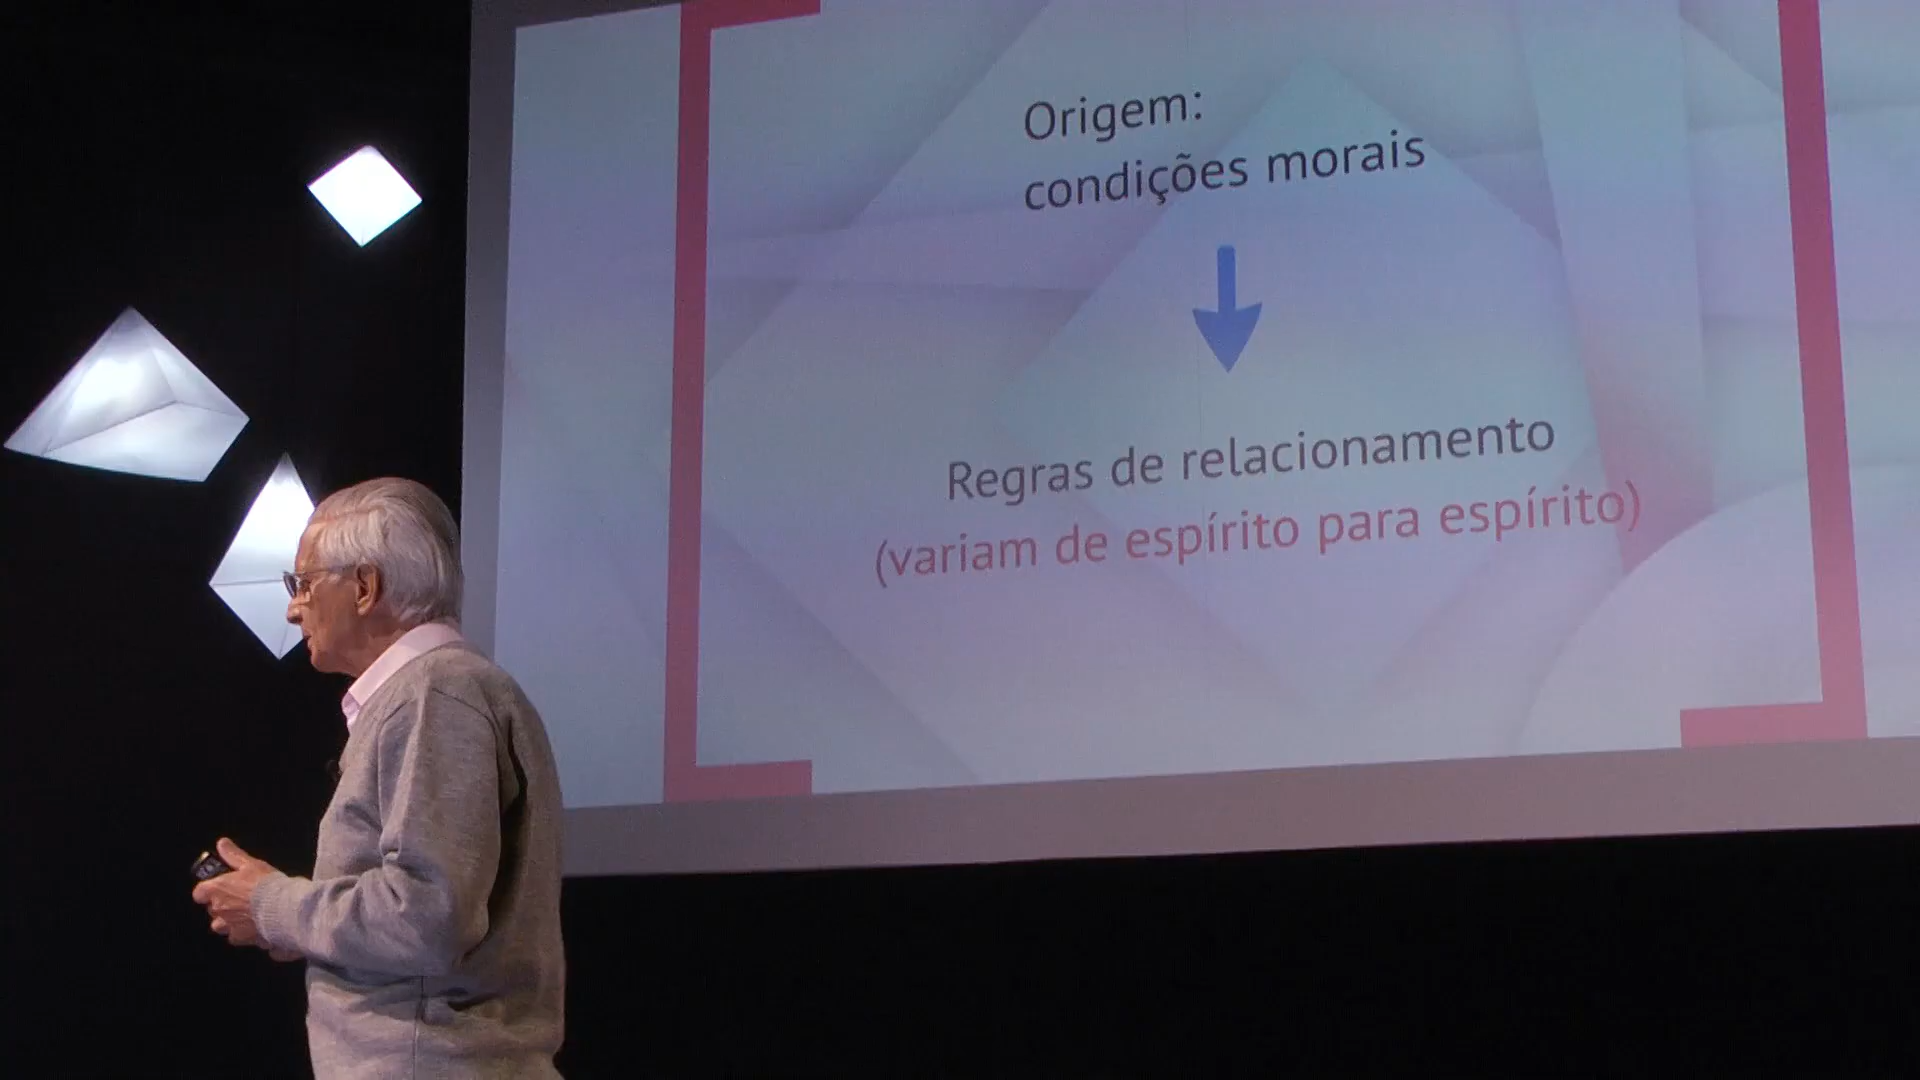 Origem:
condições morais
Regras de relacionamento
(variam de espírito para espírito)